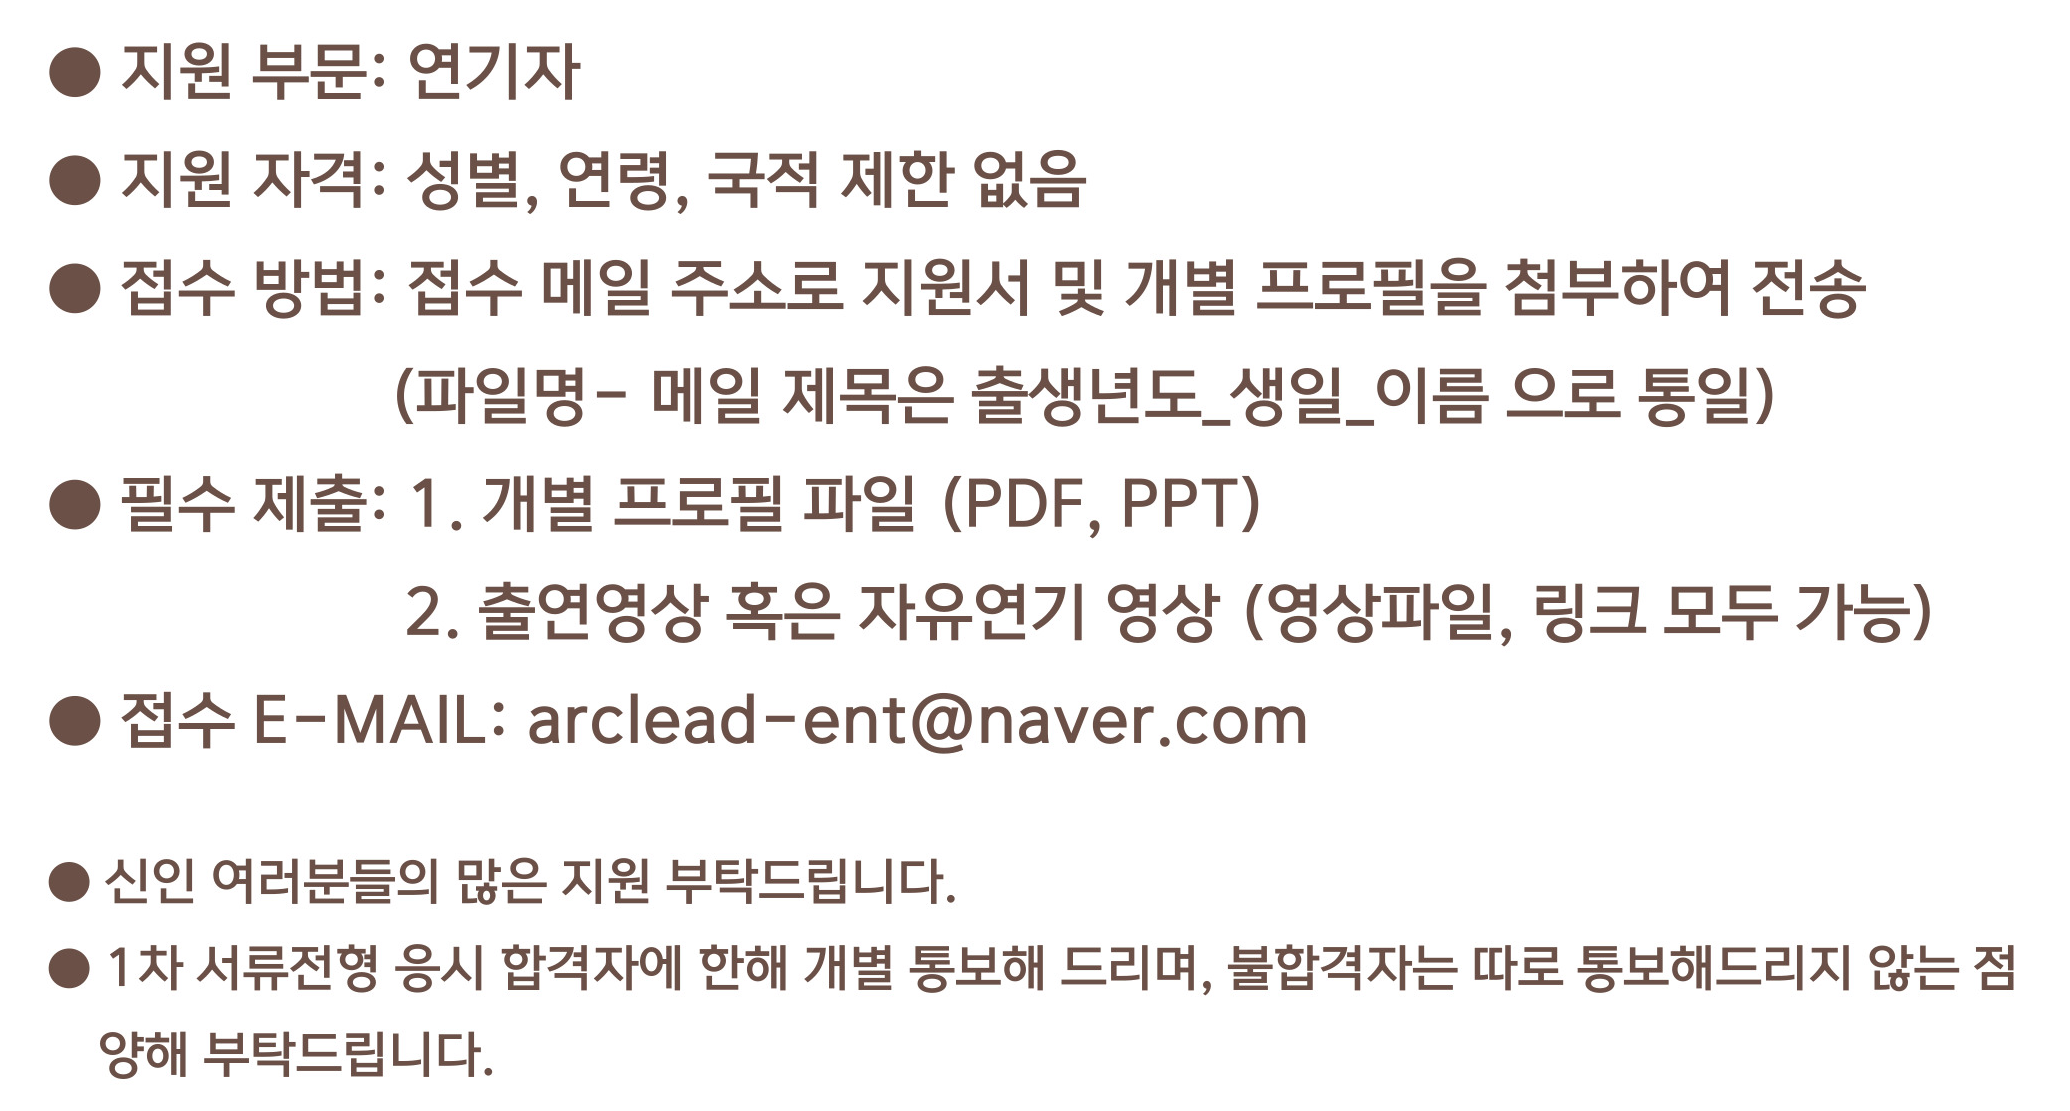 ● 지원 부문: 연기자
● 지원 자격: 성별, 연령, 국적 제한 없음
● 접수 방법: 접수 메일 주소로 지원서 및 개별 프로필을 첨부하여 전송
(파일명- 메일 제목은 출생년도_생일_이름 으로 통일)
● 필수 제출: 1. 개별 프로필 파일 (PDF, PPT)
2. 출연영상 혹은 자유연기 영상 (영상파일, 링크 모두 가능)
● 접수 E-MAIL: arclead-ent@naver.com
● 신인 여러분들의 많은 지원 부탁드립니다.
● 1차 서류전형 응시 합격자에 한해 개별 통보해 드리며, 불합격자는 따로 통보해드리지 않는 점
양해 부탁드립니다.